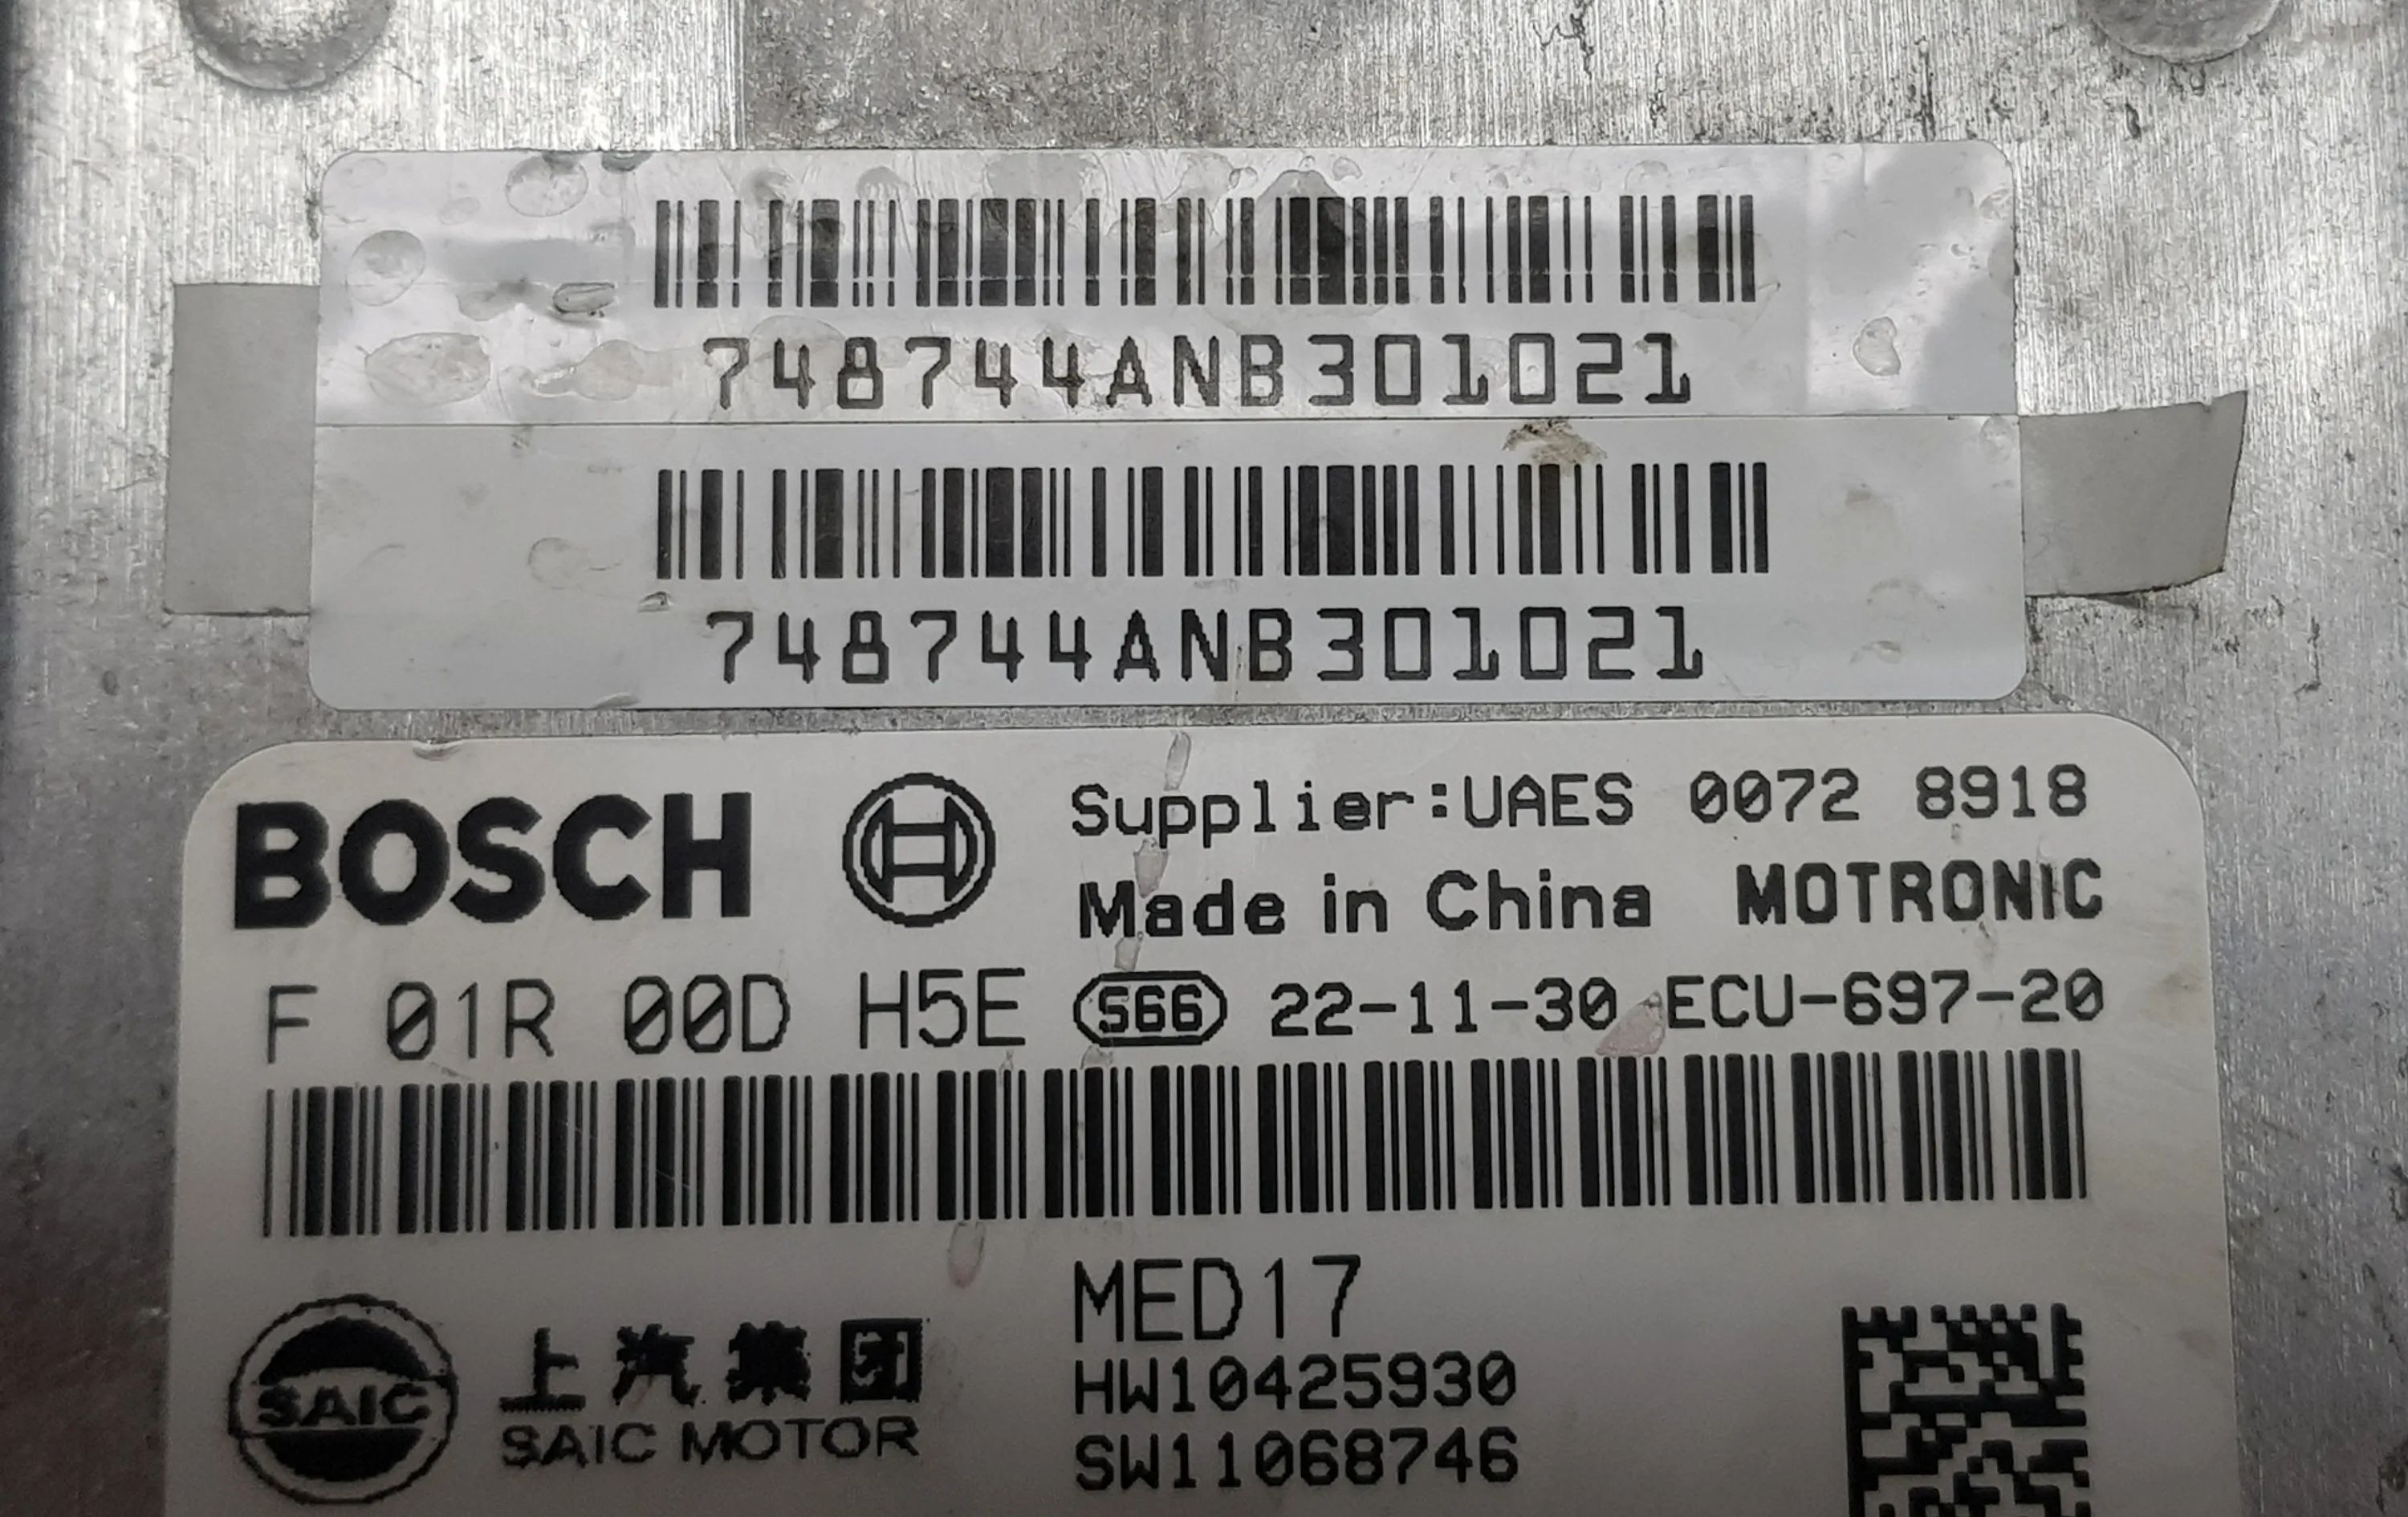 748744ANB301021
748744ANB301021
BOSCH Supplier:UAES 0072 8918
Made in China MOTRONIC
F 01R 00D H5E S66 22-11-30 ECU-697-20
MED17
HW10425930
SW11068746
SAIC 上汽集团
SAIC MOTOR